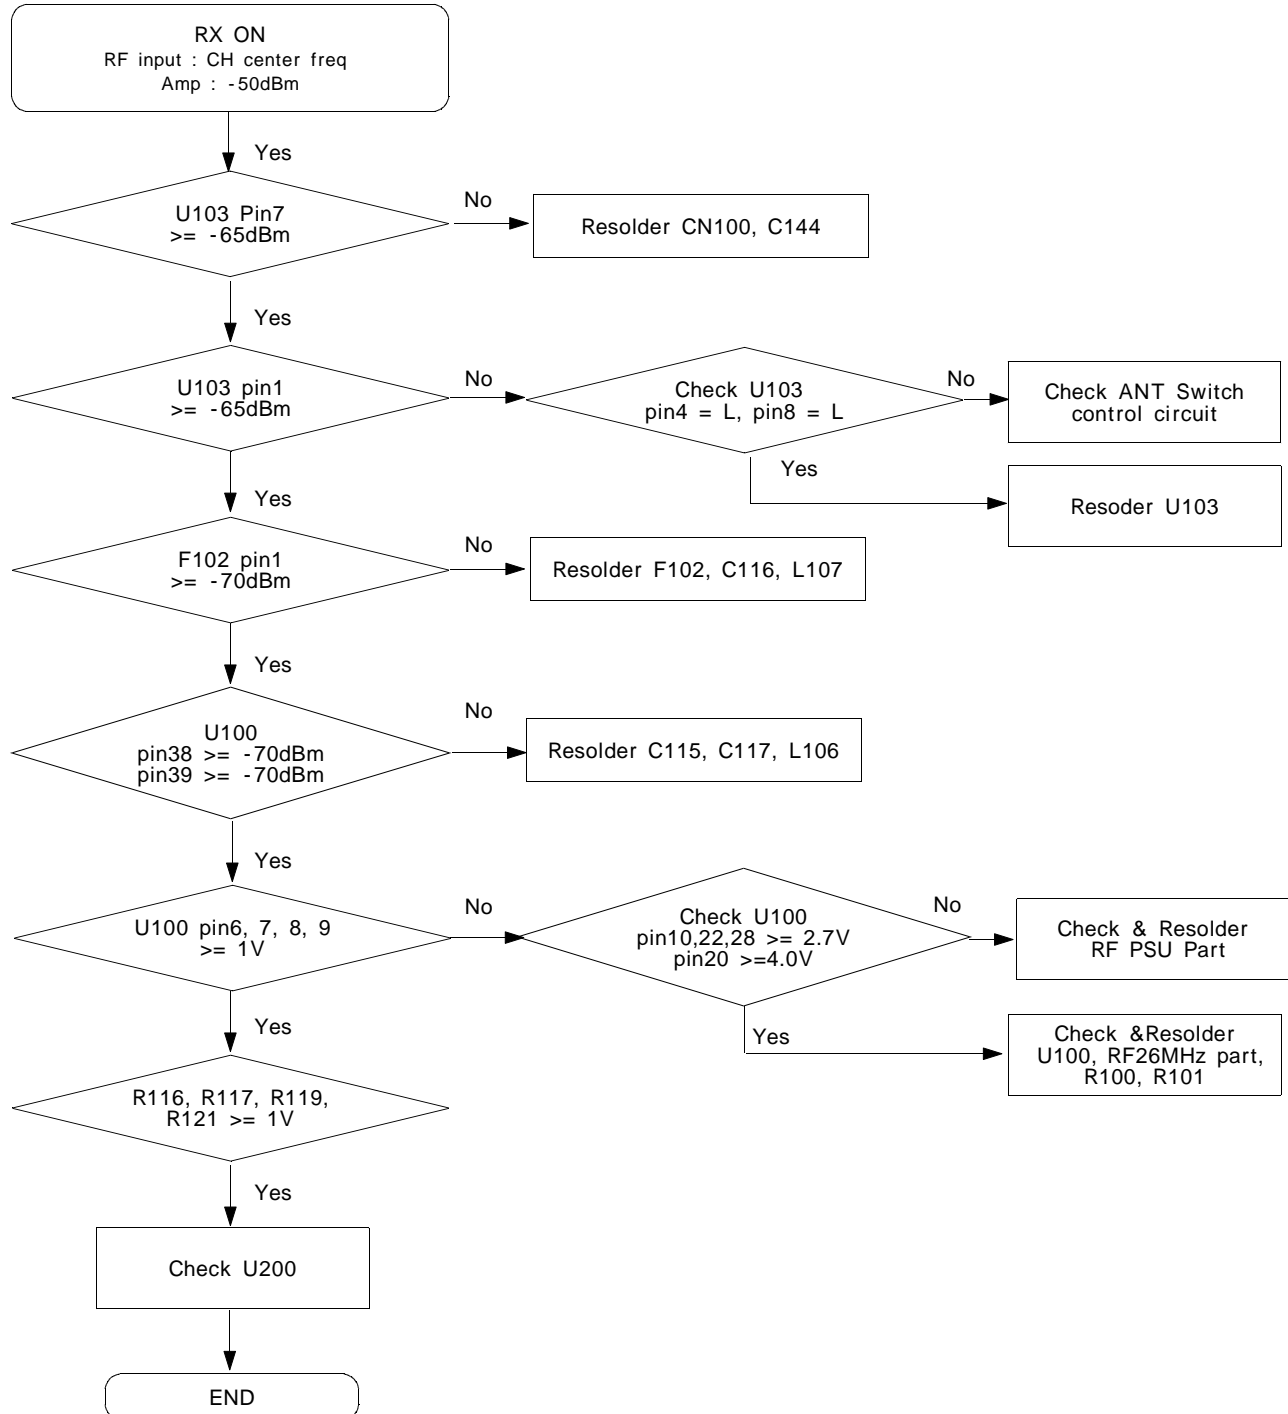 RX ON
RF input : CH center freq
Amp : -50dBm
Yes
U103 Pin7
>= -65dBm
No
Resolder CN100, C144
Yes
U103 pin1
>= -65dBm
No
Check U103
pin4 = L, pin8 = L
No
Check ANT Switch
control circuit
Yes
Resoder U103
Yes
F102 pin1
>= -70dBm
No
Resolder F102, C116, L107
Yes
U100
pin38 >= -70dBm
pin39 >= -70dBm
No
Resolder C115, C117, L106
Yes
U100 pin6, 7, 8, 9
>= 1V
No
Check U100
pin10,22,28 >= 2.7V
pin20 >=4.0V
No
Check & Resolder
RF PSU Part
Yes
Check &Resolder
U100, RF26MHz part,
R100, R101
Yes
R116, R117, R119,
R121 >= 1V
Yes
Check U200
END